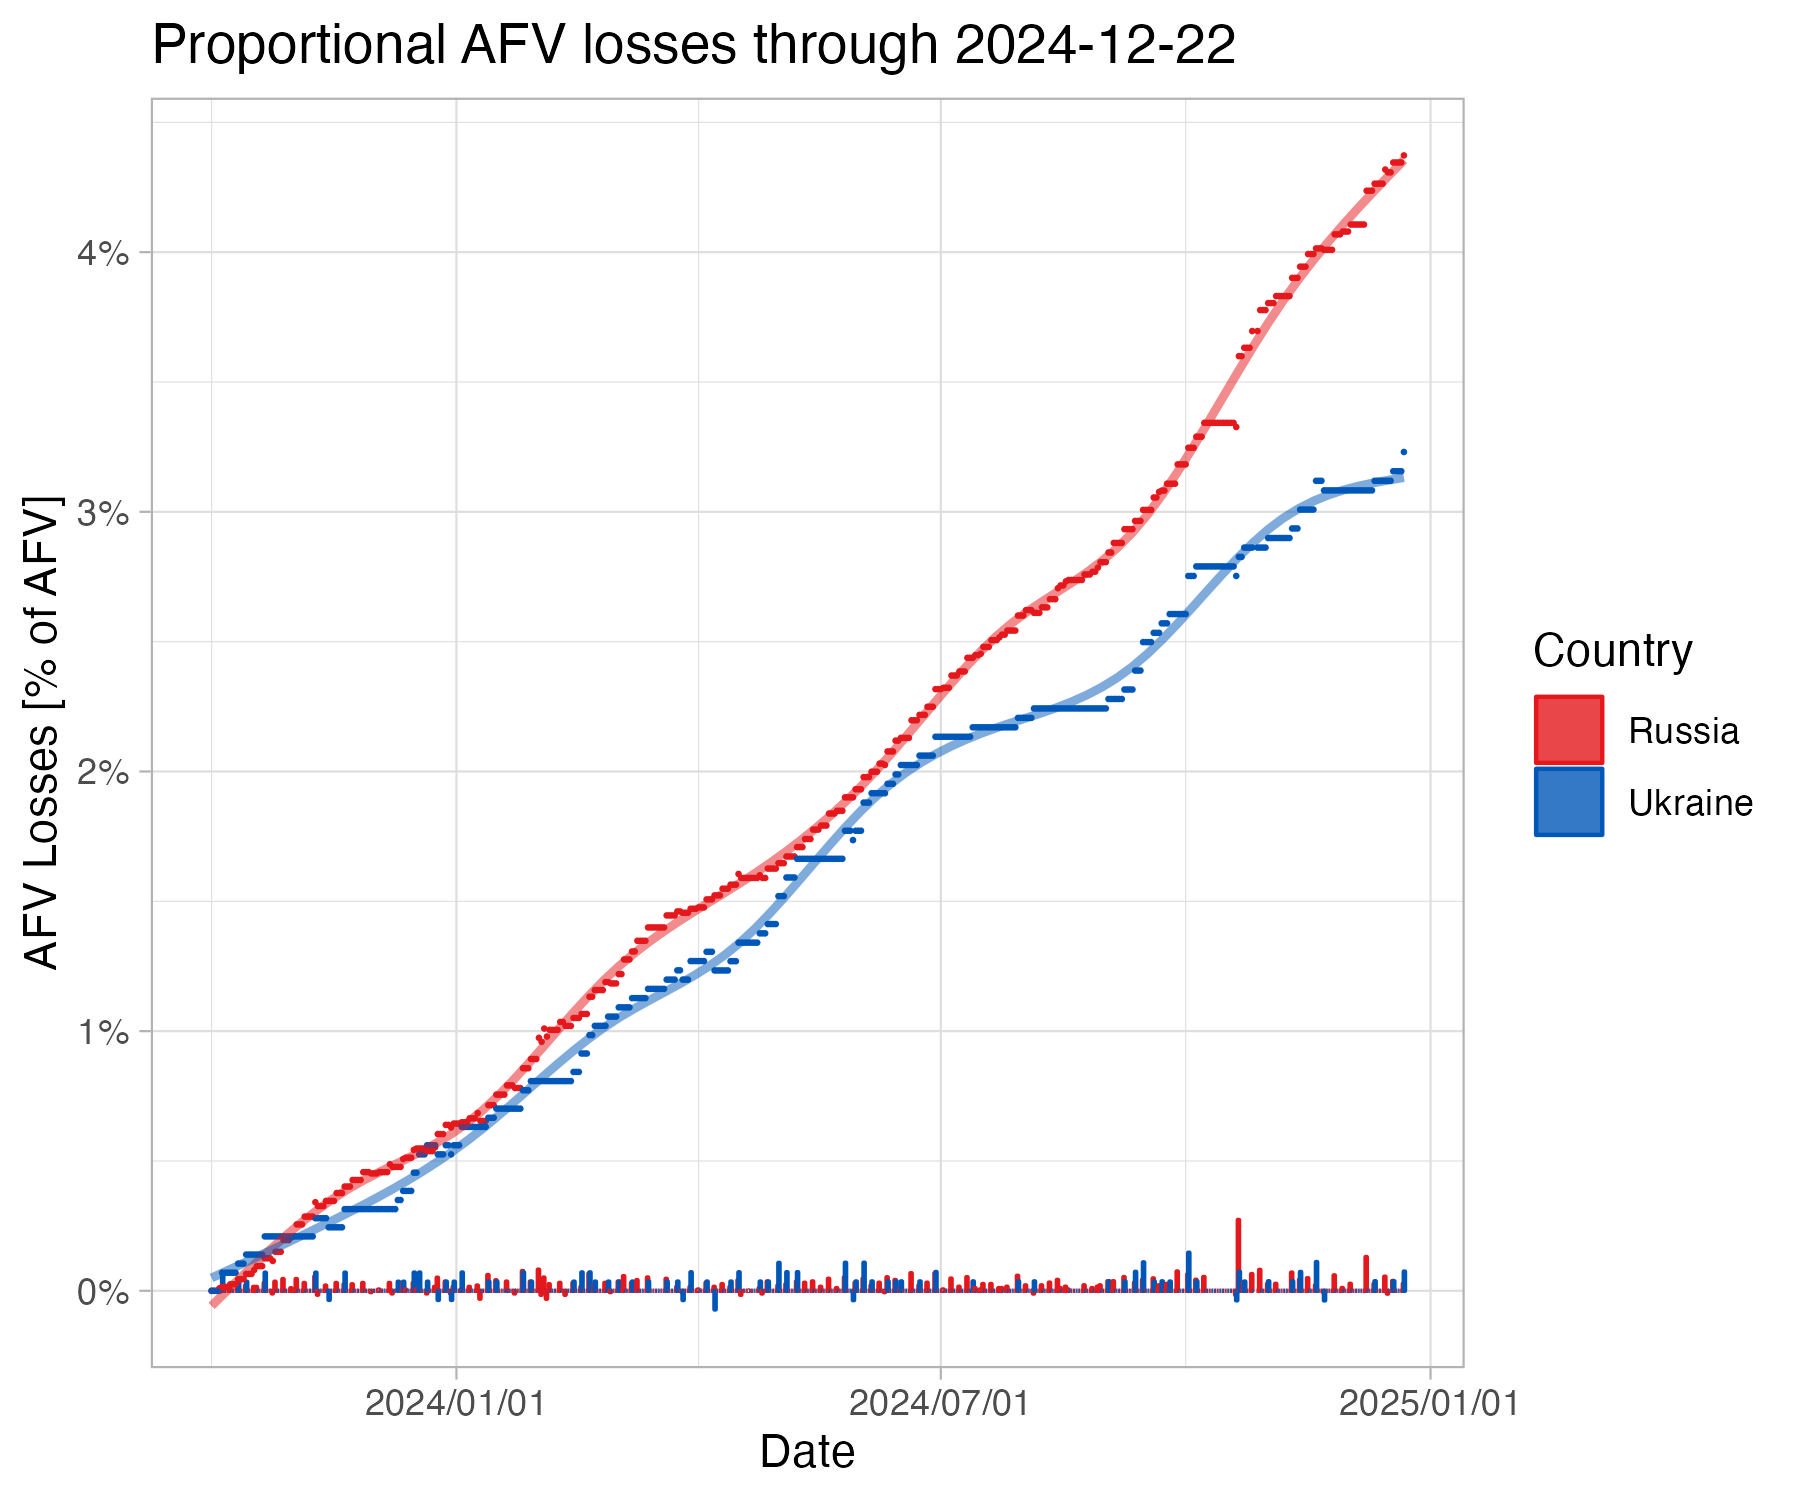 Proportional AFV losses through 2024-12-22
AFV Losses [% of AFV]
4%
3%
2%
1%
0%
2024/01/01
2024/07/01
2025/01/01
Date
Country
Russia
Ukraine